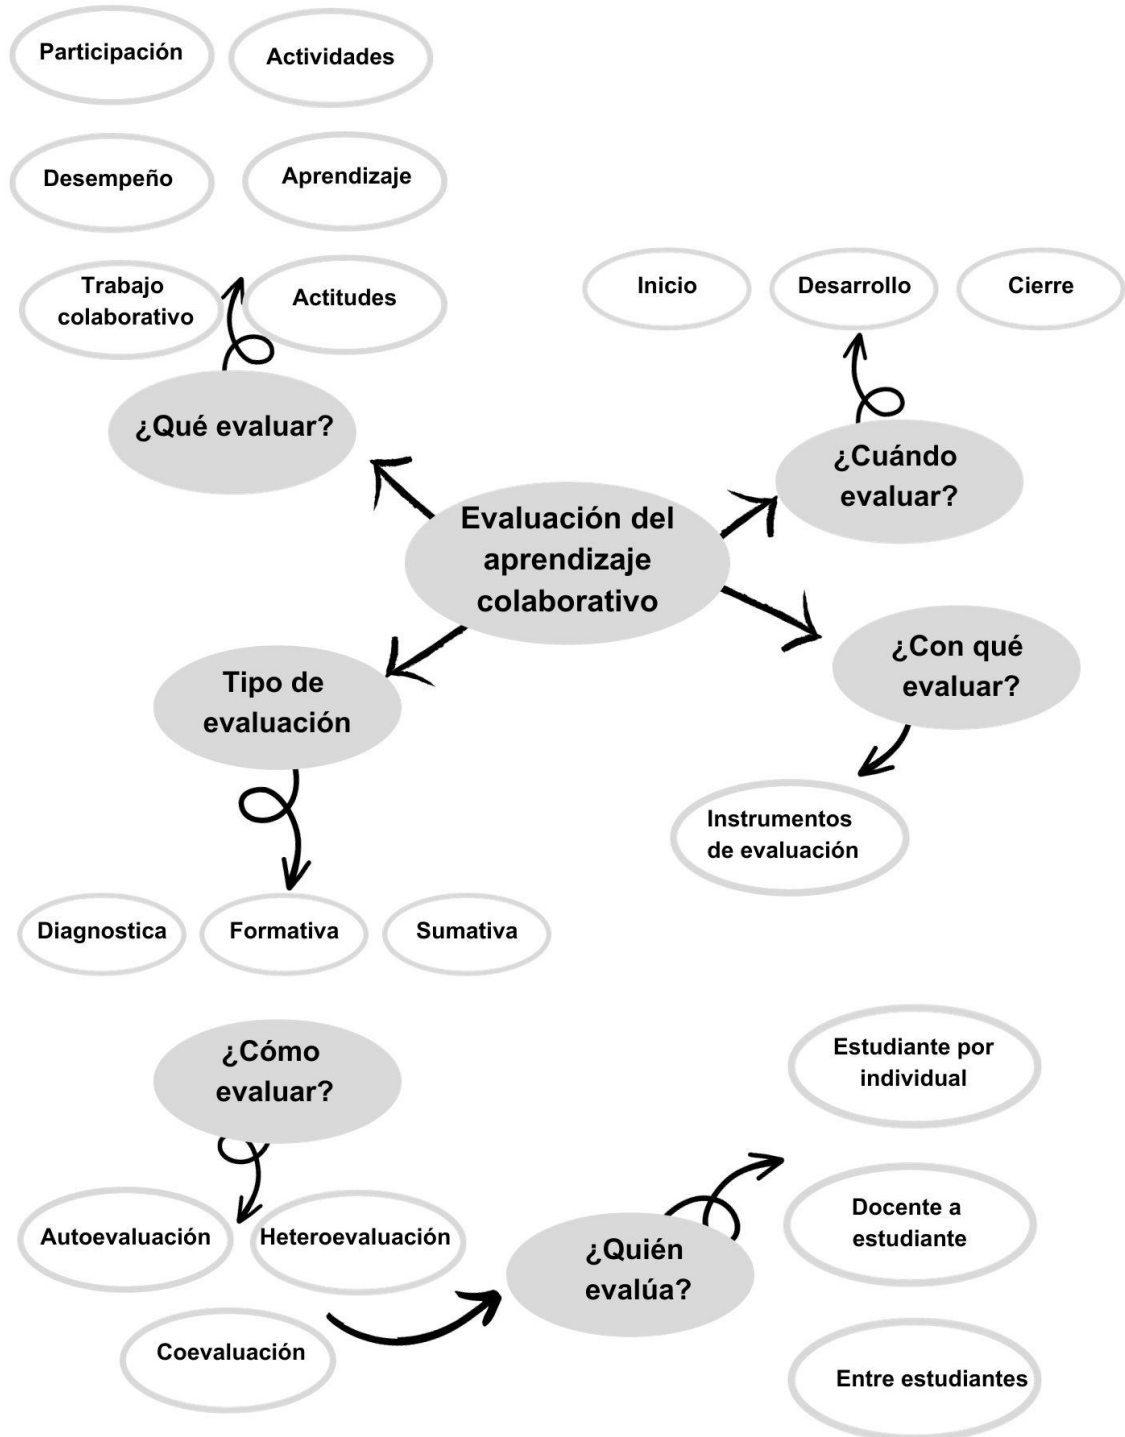 Participación
Actividades
Desempeño
Aprendizaje
Trabajo
colaborativo
Actitudes
¿Qué evaluar?
Inicio
Desarrollo
Cierre
¿Cuándo
evaluar?
Evaluación del
aprendizaje
colaborativo
¿Con qué
evaluar?
Instrumentos
de evaluación
Tipo de
evaluación
Diagnostica
Formativa
Sumativa
¿Cómo
evaluar?
Autoevaluación
Heteroevaluación
Coevaluación
¿Quién
evalúa?
Estudiante por
individual
Docente a
estudiante
Entre estudiantes